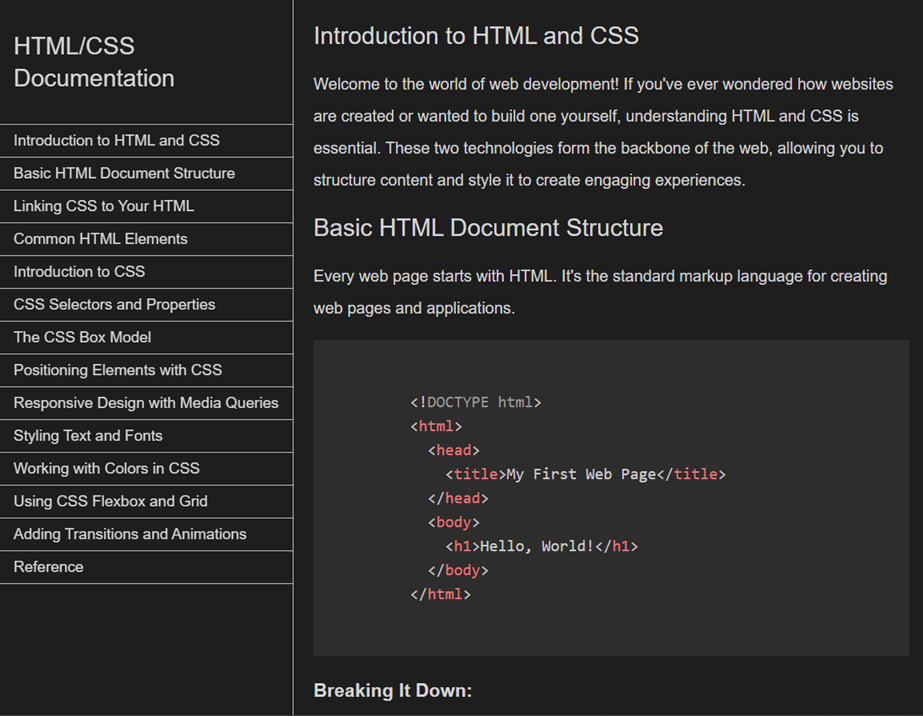 HTML/CSS
Documentation
Introduction to HTML and CSS
Basic HTML Document Structure
Linking CSS to Your HTML
Common HTML Elements
Introduction to CSS
CSS Selectors and Properties
The CSS Box Model
Positioning Elements with CSS
Responsive Design with Media Queries
Styling Text and Fonts
Working with Colors in CSS
Using CSS Flexbox and Grid
Adding Transitions and Animations
Reference
Introduction to HTML and CSS
Welcome to the world of web development! If you've ever wondered how websites
are created or wanted to build one yourself, understanding HTML and CSS is
essential. These two technologies form the backbone of the web, allowing you to
structure content and style it to create engaging experiences.
Basic HTML Document Structure
Every web page starts with HTML. It's the standard markup language for creating
web pages and applications.
<!DOCTYPE html>
<html>
  <head>
    <title>My First Web Page</title>
  </head>
  <body>
    <h1>Hello, World!</h1>
  </body>
</html>
Breaking It Down: